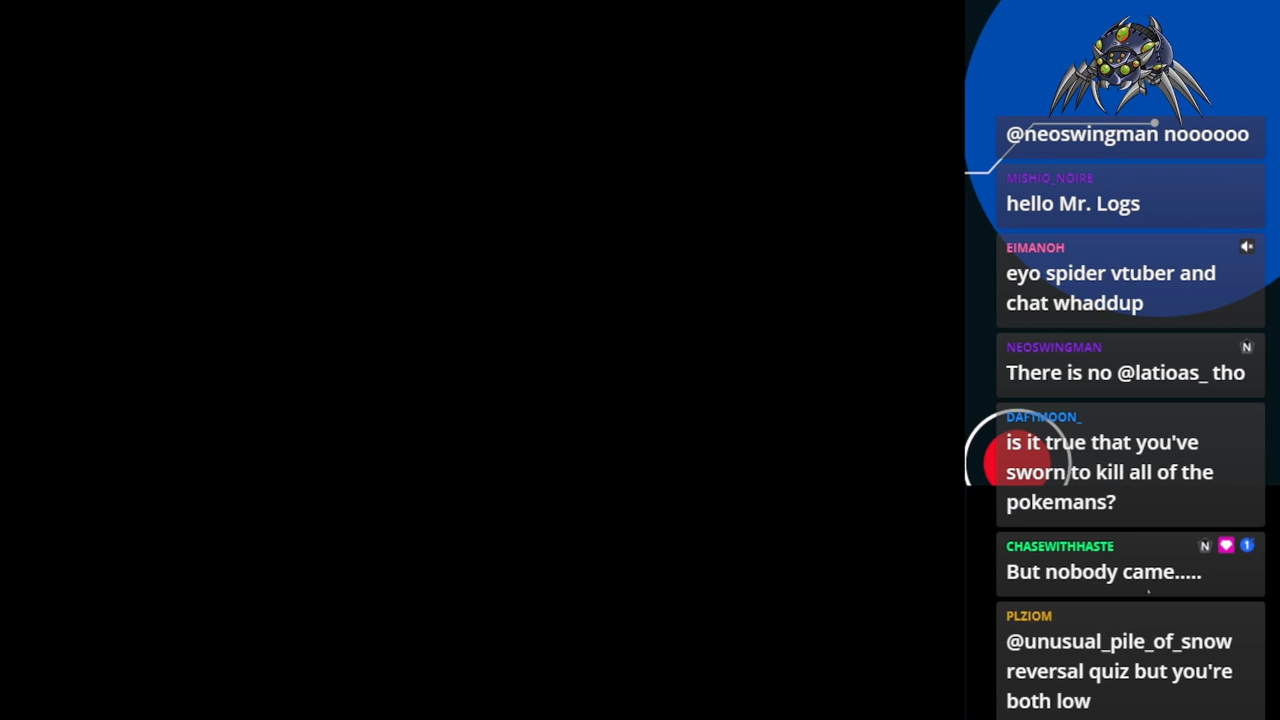 @neoswingman noooooo
MISHIO_NOIRE
hello Mr. Logs
EIMANOH
eyo spider vtuber and
chat whaddup
NEOSWINGMAN N
There is no @latioas_ tho
DAFTMOON_
is it true that you've
sworn to kill all of the
pokemans?
CHASEWITHHASTE N 1
But nobody came.....
PLZIOM
@unusual_pile_of_snow
reversal quiz but you're
both low